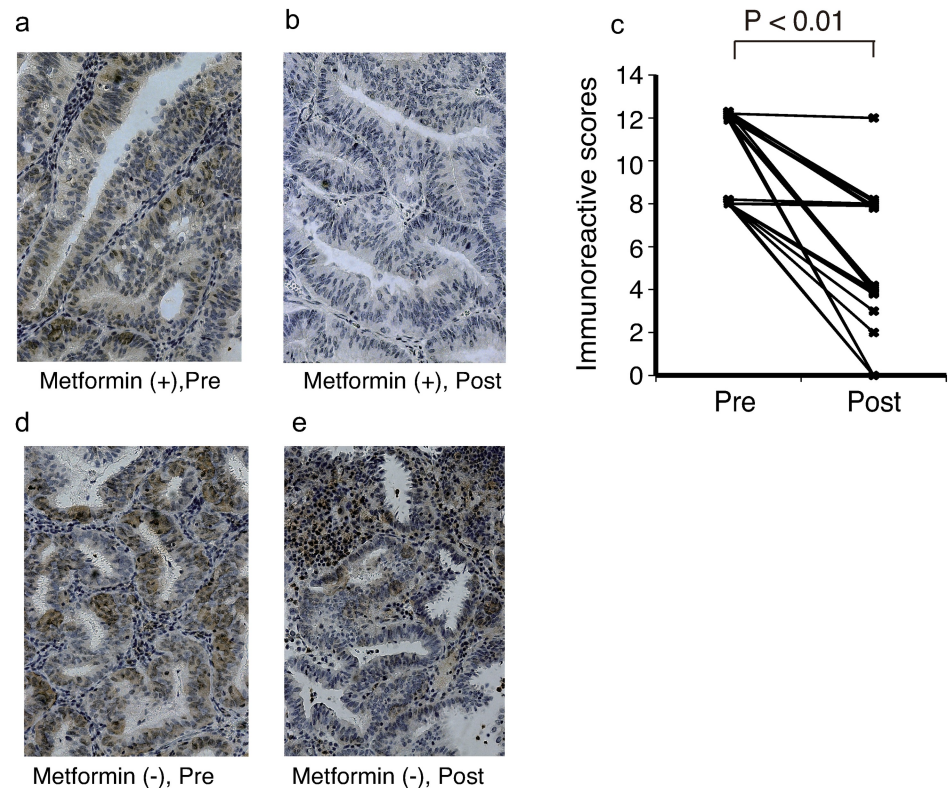 a
b
c
P < 0.01
Immunoreactive scores
14
12
10
8
6
4
2
0
Pre
Post
Metformin (+),Pre
Metformin (+), Post
d
e
Metformin (-), Pre
Metformin (-), Post